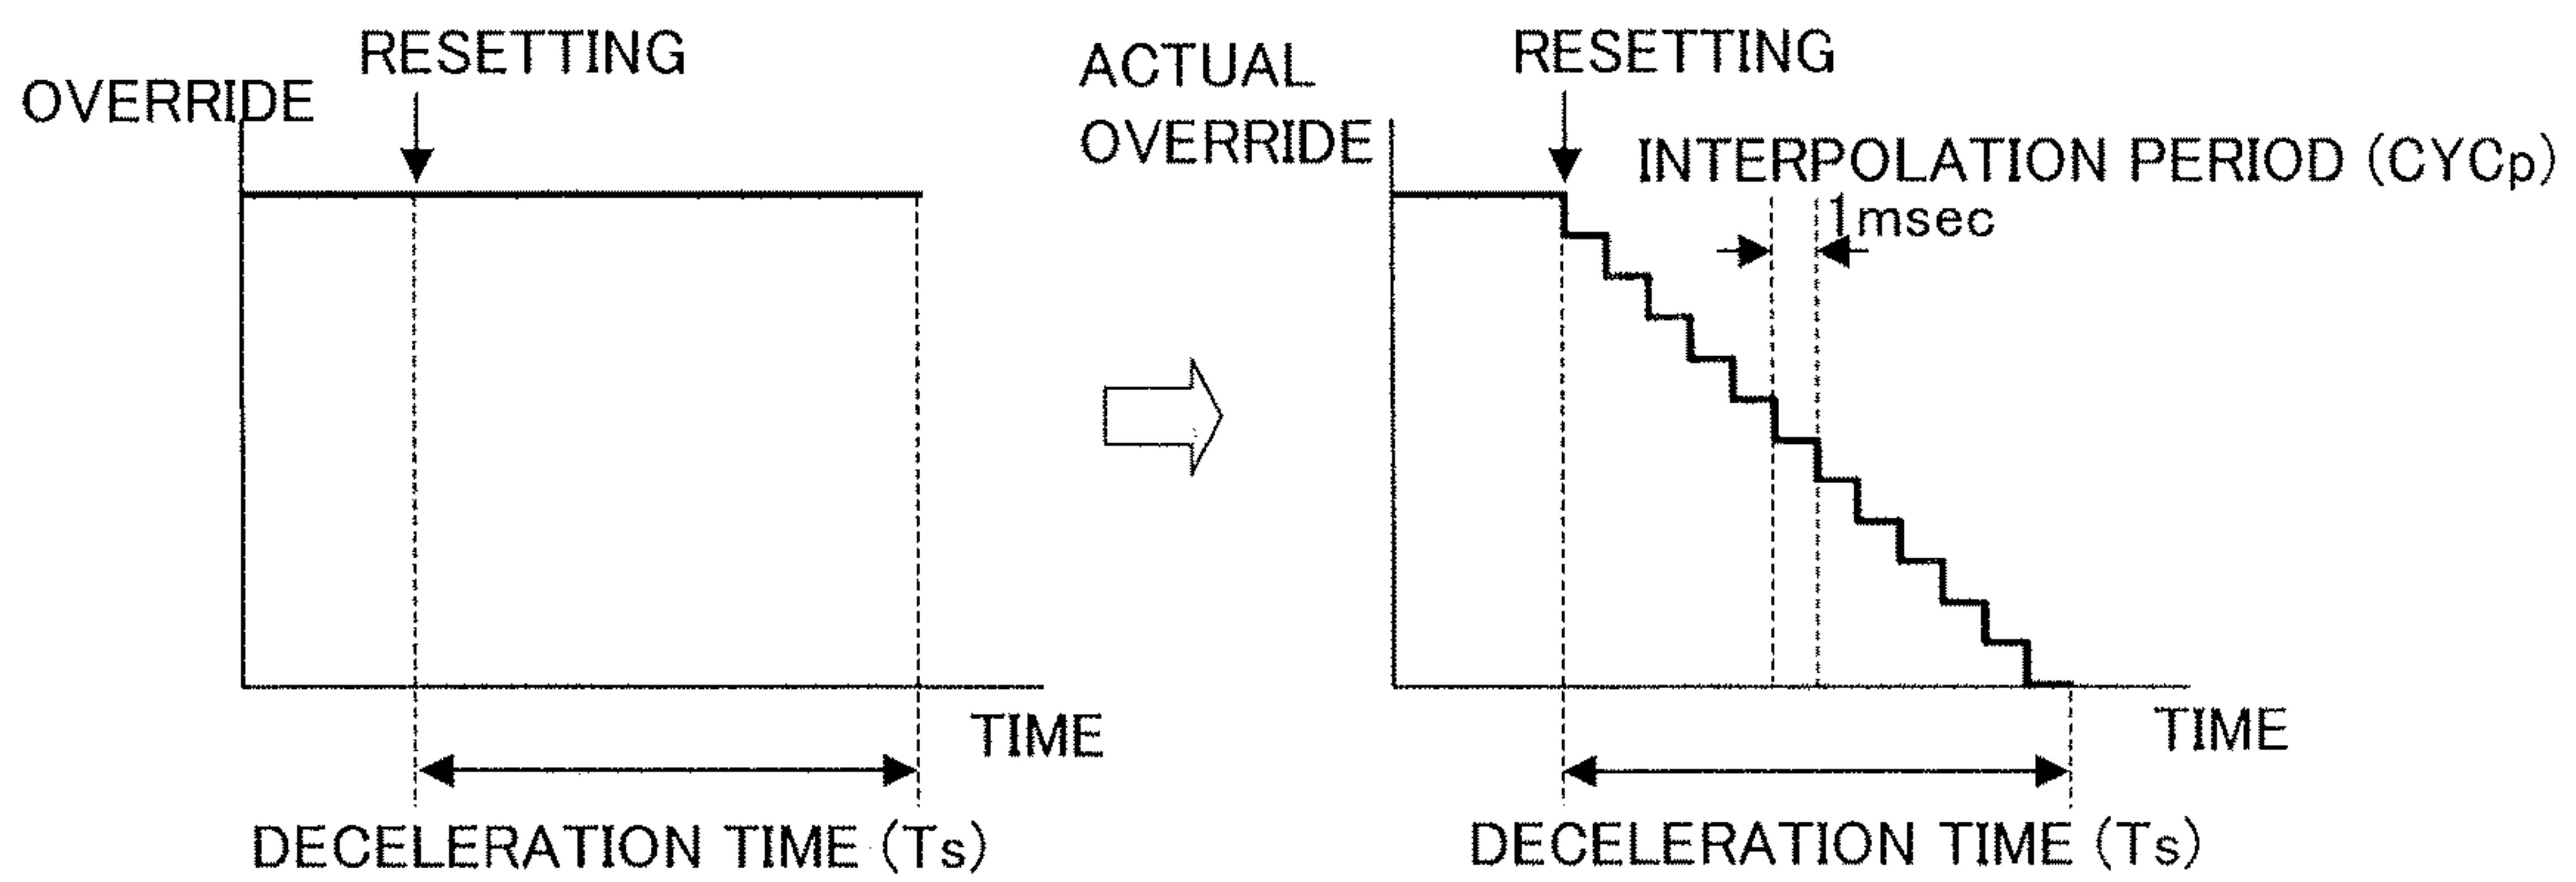 RESETTING
OVERRIDE
TIME
DECELERATION TIME (Ts)
ACTUAL
OVERRIDE
RESETTING
INTERPOLATION PERIOD (CYCp)
1msec
TIME
DECELERATION TIME (Ts)